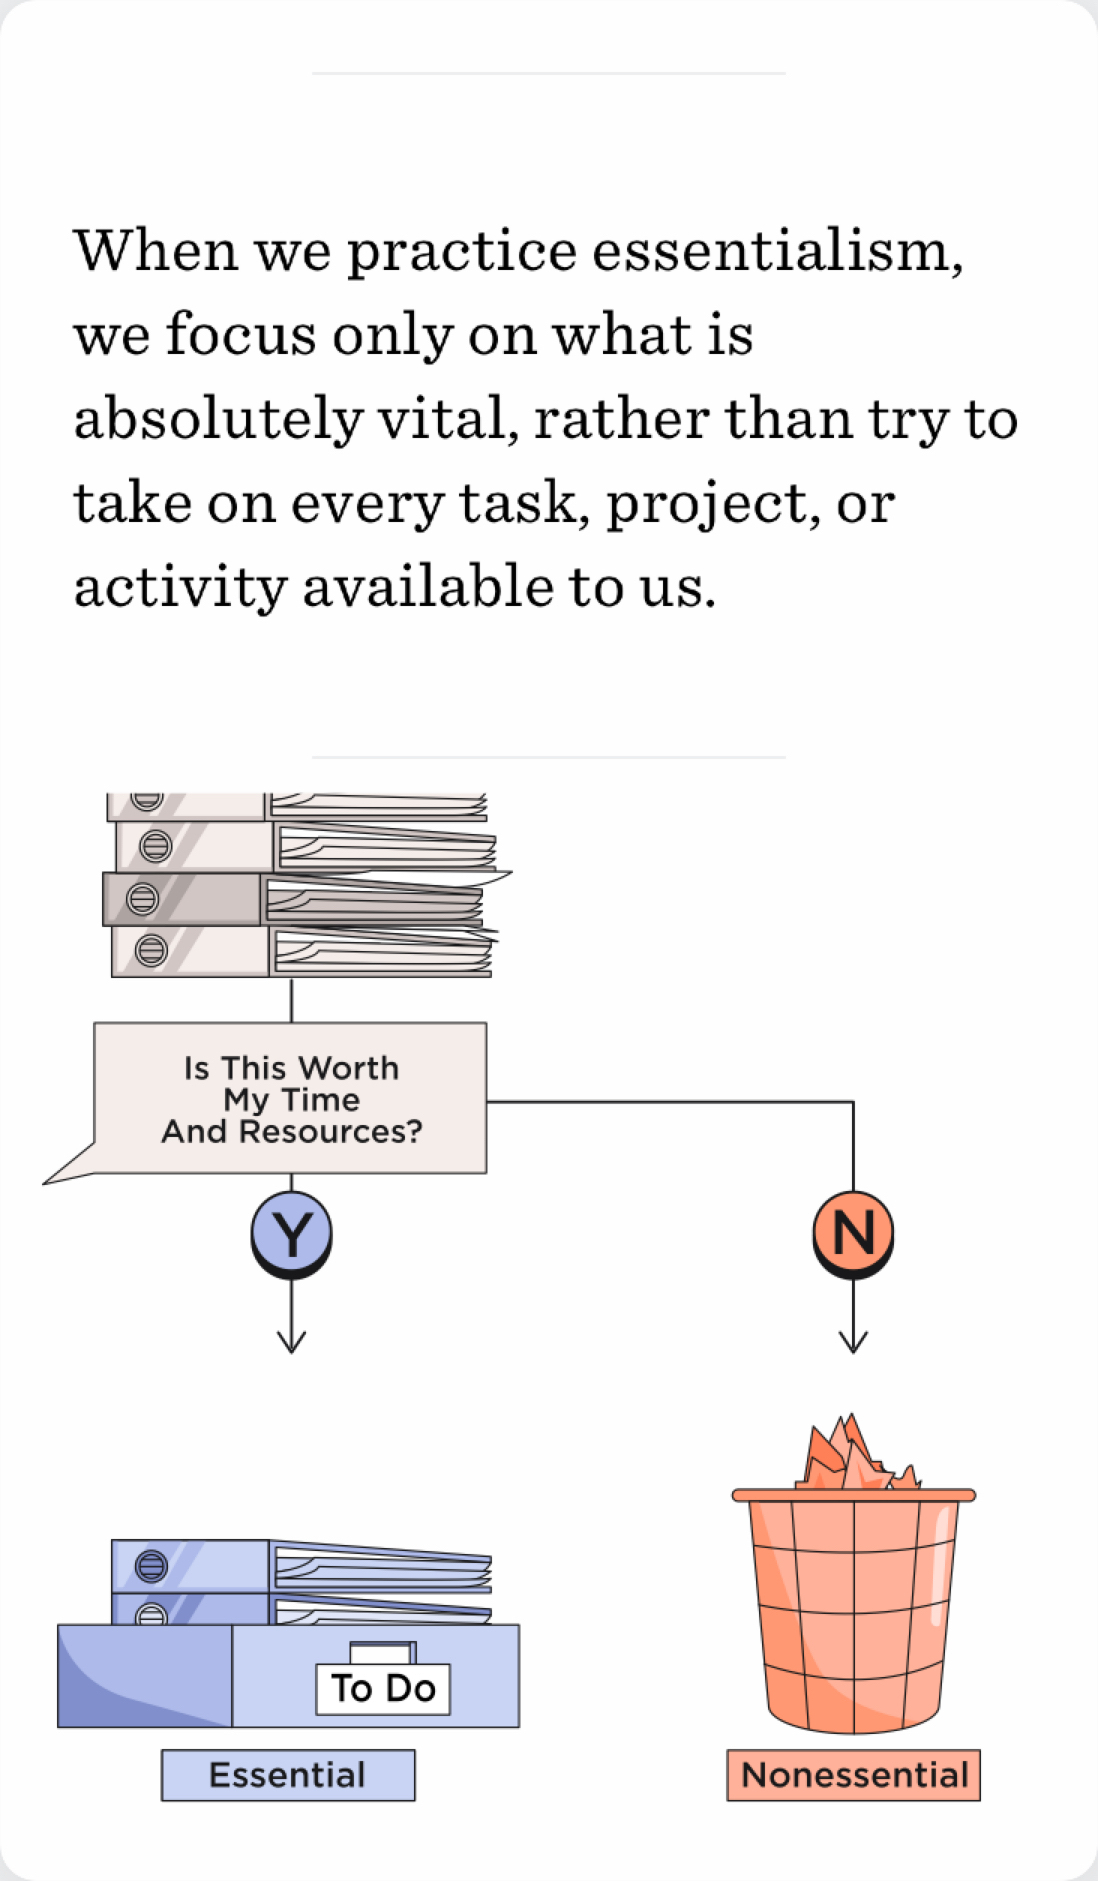 When we practice essentialism,
we focus only on what is
absolutely vital, rather than try to
take on every task, project, or
activity available to us.
Is This Worth
My Time
And Resources?
Y
N
To Do
Essential
Nonessential